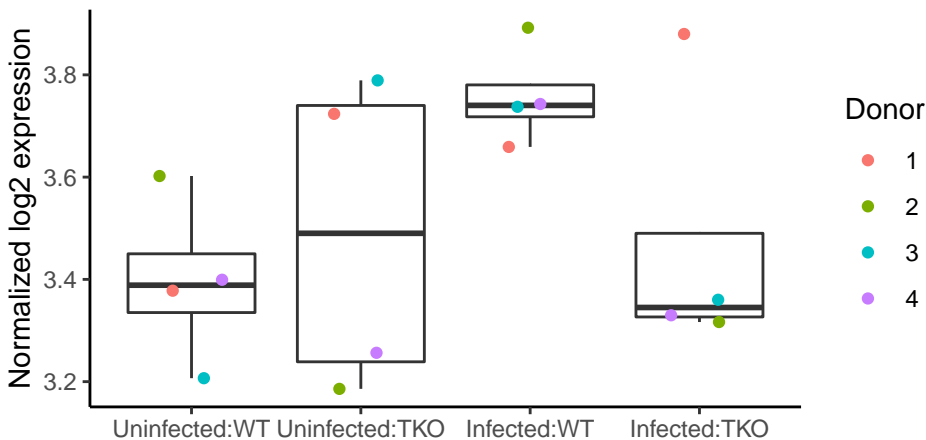 Normalized log2 expression
3.8
3.6
3.4
3.2
Uninfected:WT Uninfected:TKO Infected:WT Infected:TKO
Donor
1
2
3
4